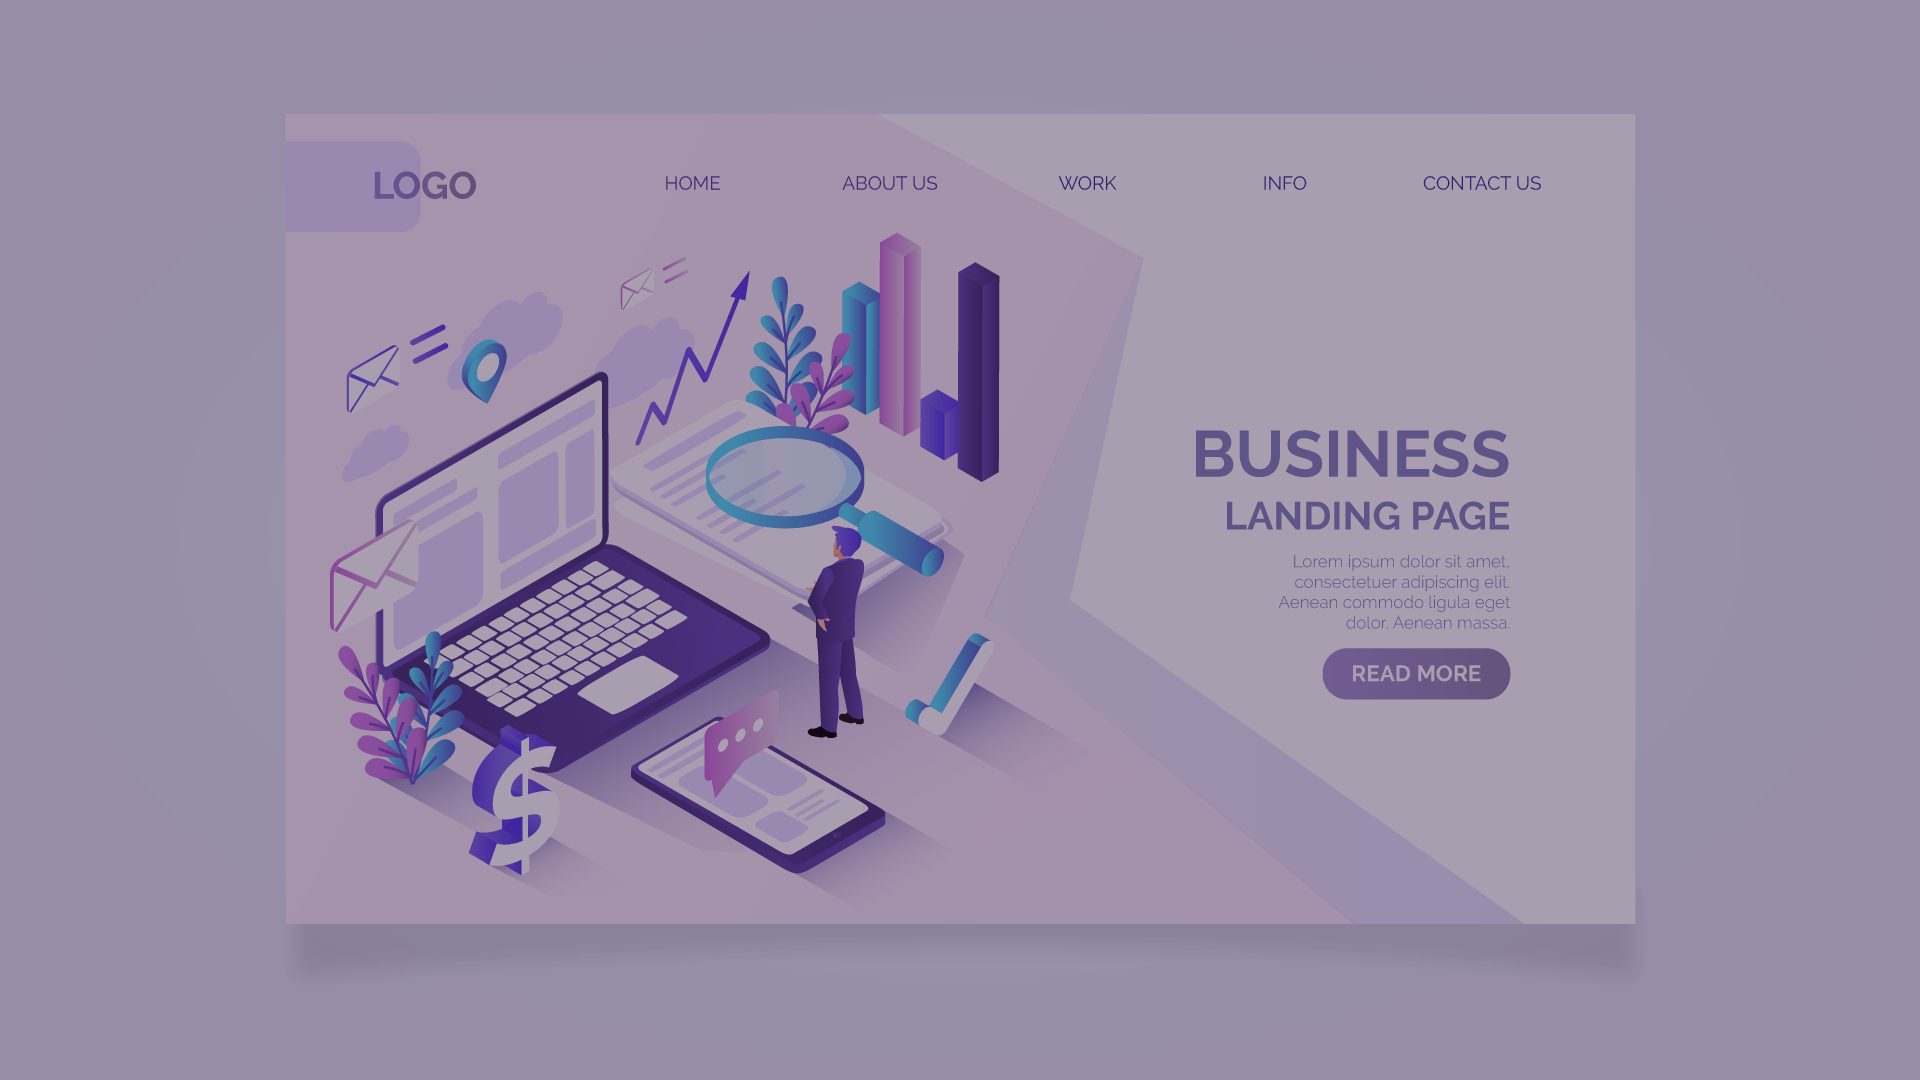 LOGO
HOME
ABOUT US
WORK
INFO
CONTACT US
BUSINESS
LANDING PAGE
Lorem ipsum dolor sit amet,
consectetuer adipiscing elit.
Aenean commodo ligula eget
dolor. Aenean massa.
READ MORE